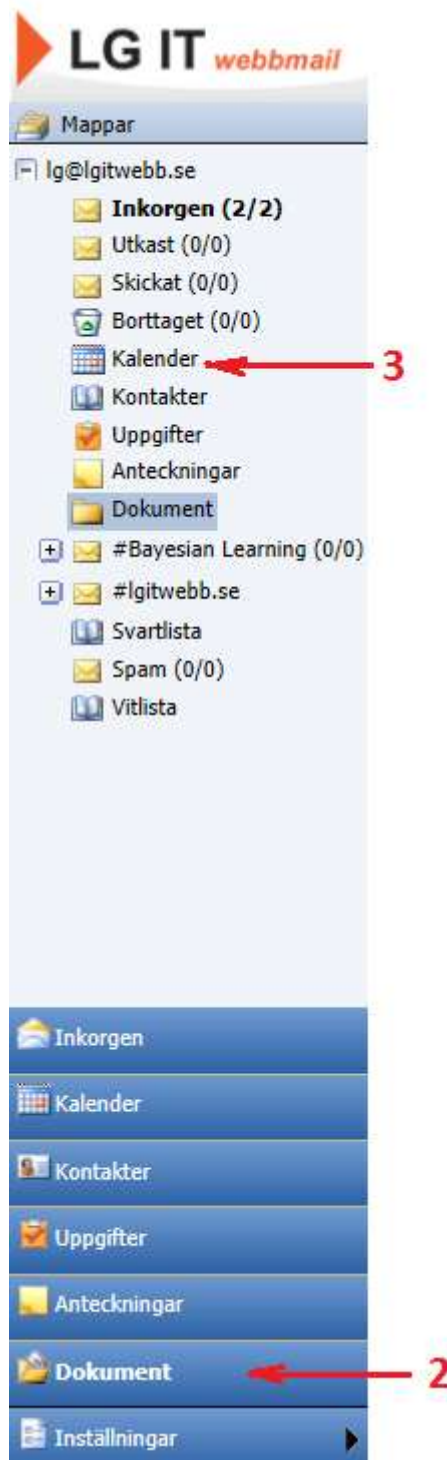 LG IT webbmail
Mappar
lg@lgitwebb.se
Inkorgen (2/2)
Utkast (0/0)
Skickat (0/0)
Borttaget (0/0)
Kalender 3
Kontakter
Uppgifter
Anteckningar
Dokument
#Bayesian Learning (0/0)
#lgitwebb.se
Svartlista
Spam (0/0)
Vitlista
Inkorgen
Kalender
Kontakter
Uppgifter
Anteckningar
Dokument 2
Inställningar